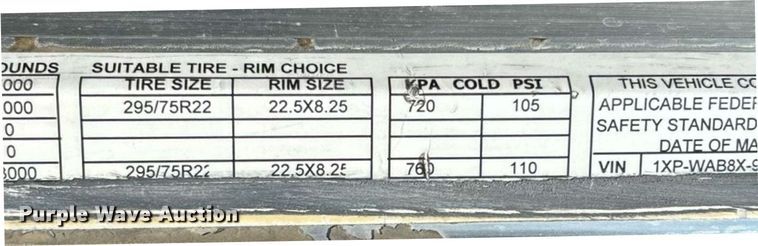 OUNDS SUITABLE TIRE - RIM CHOICE
000 TIRE SIZE RIM SIZE KPA COLD PSI THIS VEHICLE CO
000 295/75R22 22.5X8.25 720 105 APPLICABLE FEDER
0 SAFETY STANDARD
0 DATE OF MA
8000 295/75R22 22.5X8.25 760 110 VIN 1XP-WAB8X-9
Purple Wave Auction